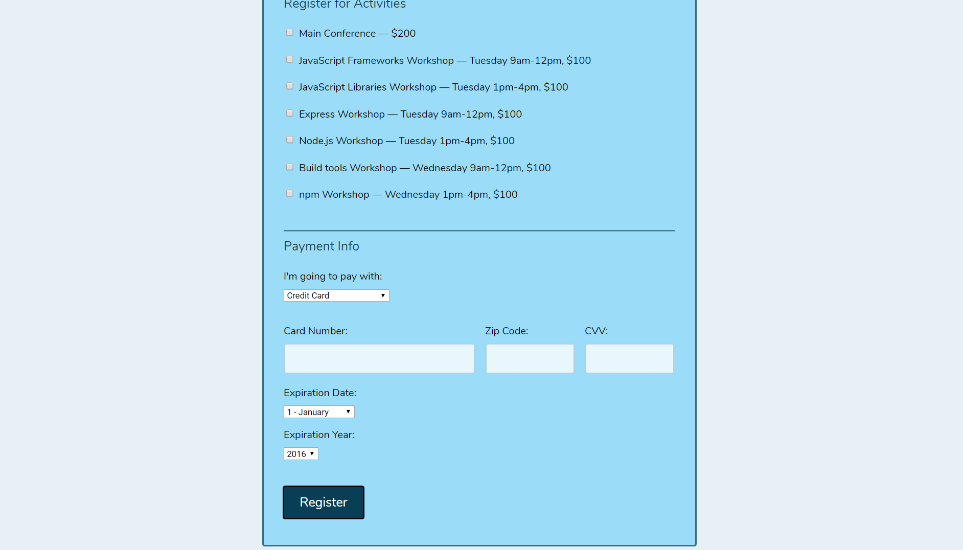 Register for Activities
Main Conference — $200
JavaScript Frameworks Workshop — Tuesday 9am-12pm, $100
JavaScript Libraries Workshop — Tuesday 1pm-4pm, $100
Express Workshop — Tuesday 9am-12pm, $100
Node.js Workshop — Tuesday 1pm-4pm, $100
Build tools Workshop — Wednesday 9am-12pm, $100
npm Workshop — Wednesday 1pm-4pm, $100
Payment Info
I'm going to pay with:
Credit Card
Card Number: Zip Code: CVV:
Expiration Date:
1 - January
Expiration Year:
2016
Register